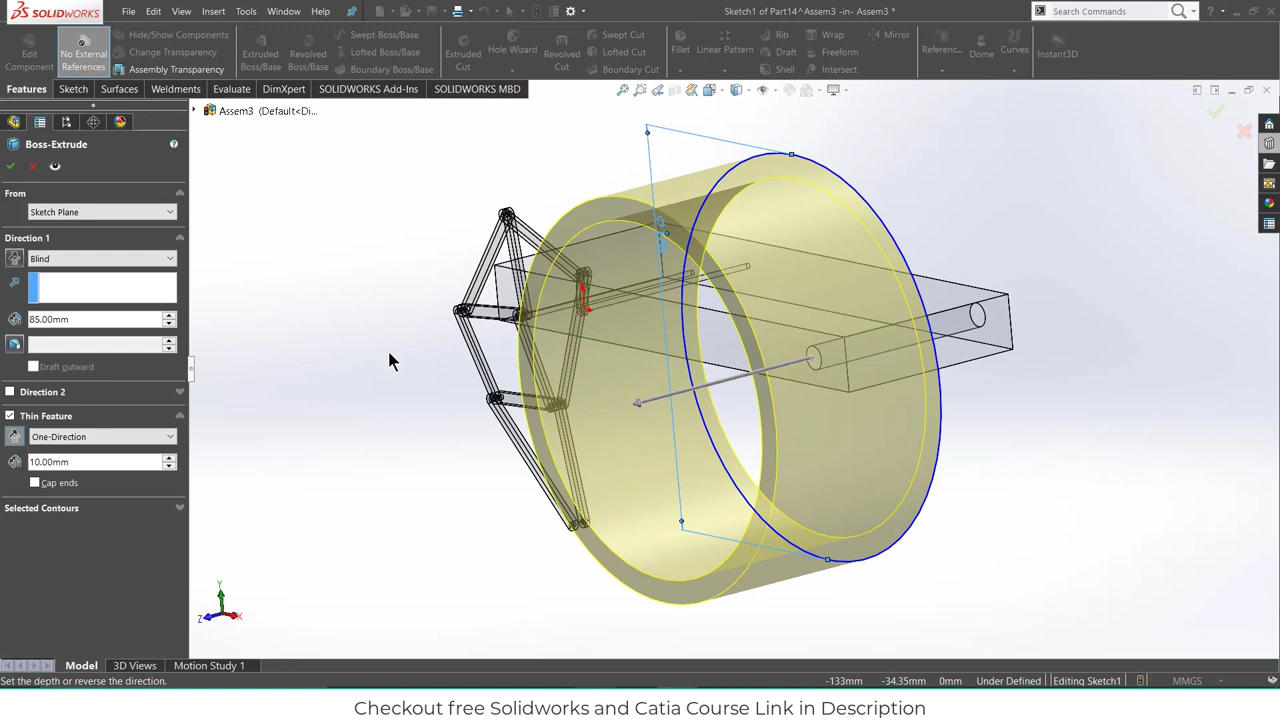 SOLIDWORKS
File Edit View Insert Tools Window Help
Sketch1 of Part14^Assem3 -in- Assem3 *
Search Commands
Edit Component
No External References
Hide/Show Components
Change Transparency
Assembly Transparency
Extruded Boss/Base
Revolved Boss/Base
Swept Boss/Base
Lofted Boss/Base
Boundary Boss/Base
Extruded Cut
Hole Wizard
Revolved Cut
Swept Cut
Lofted Cut
Boundary Cut
Fillet
Linear Pattern
Rib
Draft
Shell
Wrap
Freeform
Intersect
Mirror
Referenc...
Dome
Curves
Instant3D
Features Sketch Surfaces Weldments Evaluate DimXpert SOLIDWORKS Add-Ins SOLIDWORKS MBD
Assem3 (Default<Di...
Boss-Extrude
From
Sketch Plane
Direction 1
Blind
85.00mm
Draft outward
Direction 2
Thin Feature
One-Direction
10.00mm
Cap ends
Selected Contours
Y
Z
X
Model 3D Views Motion Study 1
Set the depth or reverse the direction.
-133mm -34.35mm 0mm Under Defined Editing Sketch1 MMGS
Checkout free Solidworks and Catia Course Link in Description